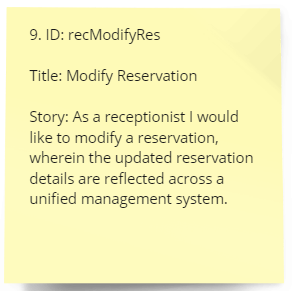 9. ID: recModifyRes
Title: Modify Reservation
Story: As a receptionist I would
like to modify a reservation,
wherein the updated reservation
details are reflected across a
unified management system.